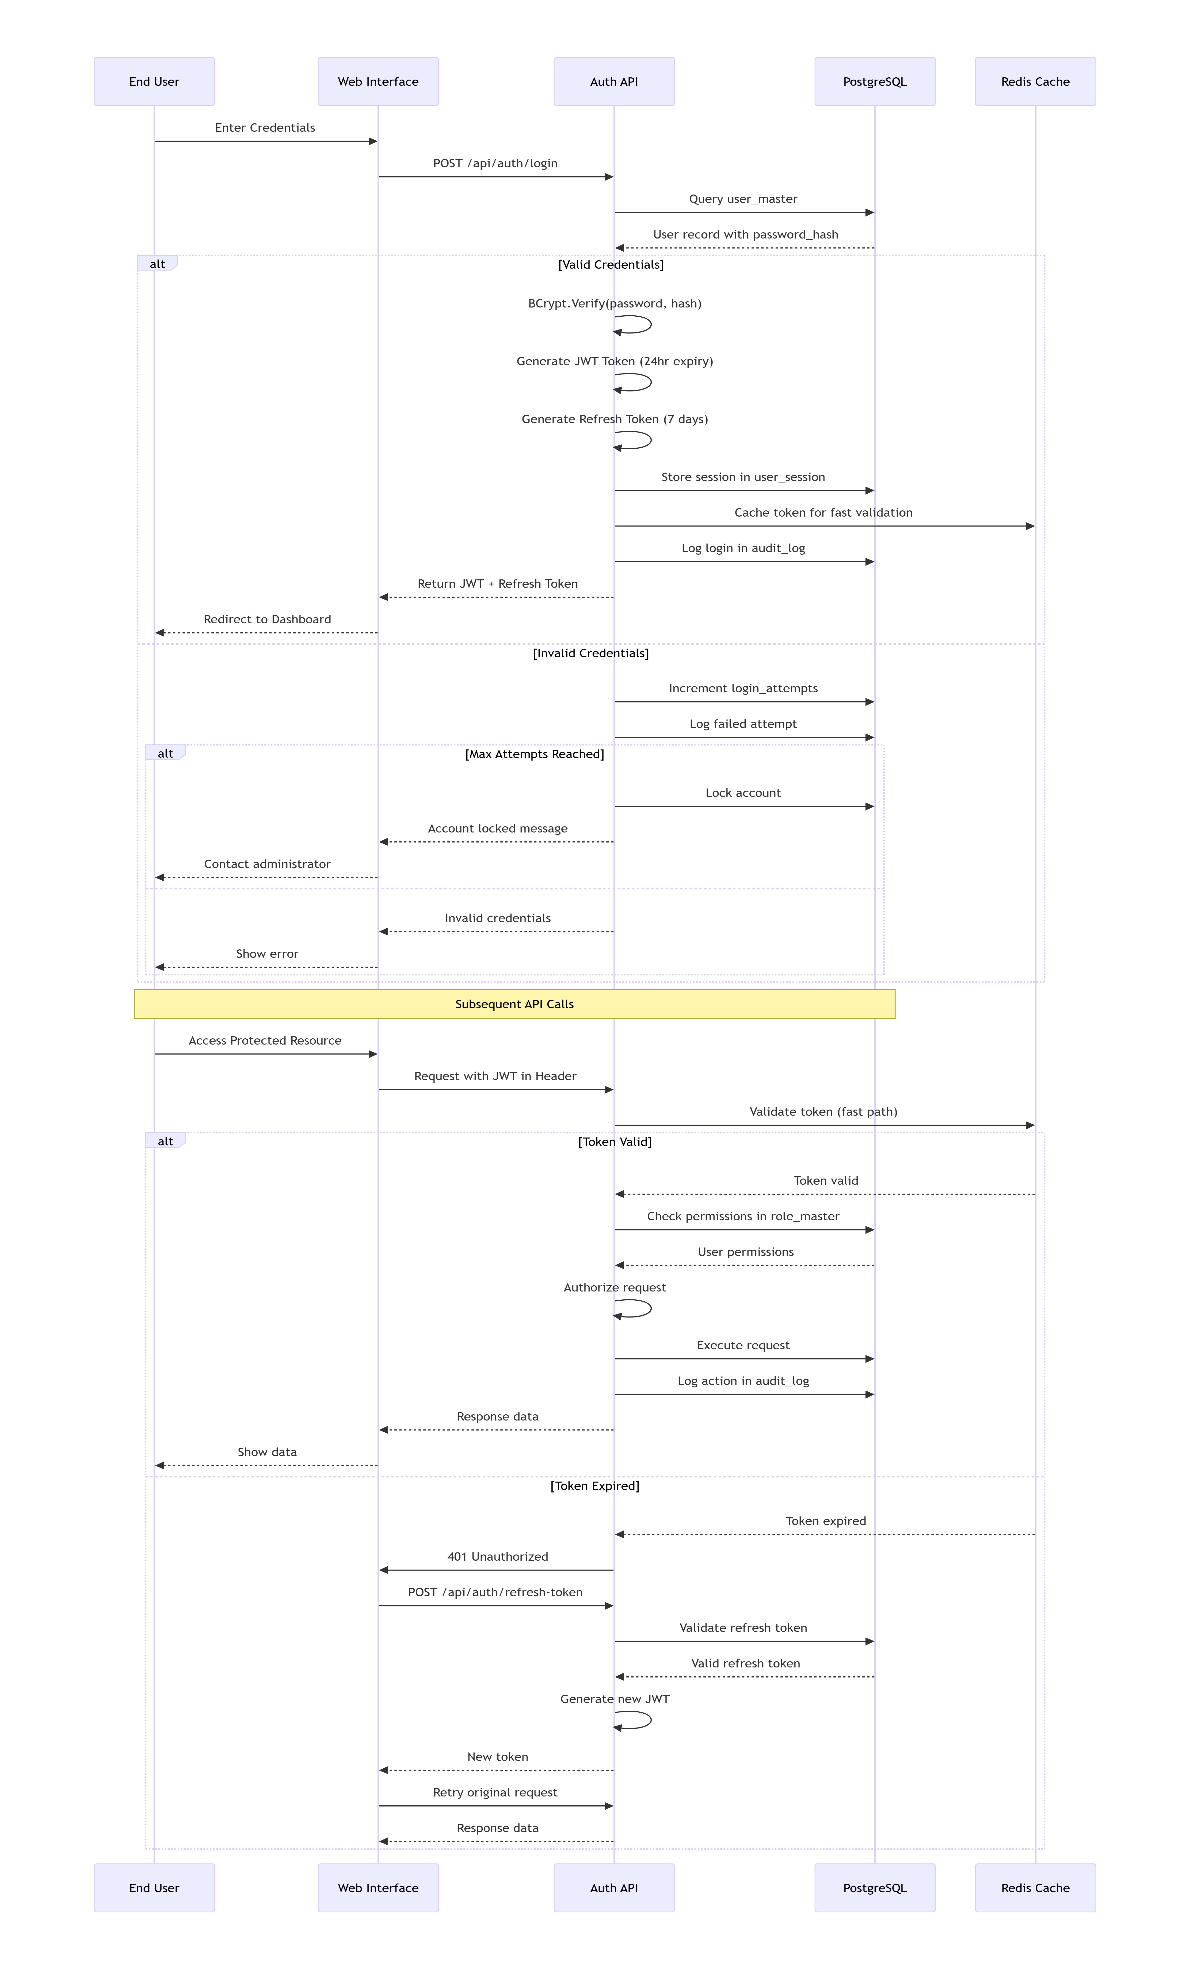 End User
Web Interface
Auth API
PostgreSQL
Redis Cache
Enter Credentials
POST /api/auth/login
Query user_master
User record with password_hash
alt
[Valid Credentials]
BCrypt.Verify(password, hash)
Generate JWT Token (24hr expiry)
Generate Refresh Token (7 days)
Store session in user_session
Cache token for fast validation
Log login in audit_log
Return JWT + Refresh Token
Redirect to Dashboard
[Invalid Credentials]
Increment login_attempts
Log failed attempt
alt
[Max Attempts Reached]
Lock account
Account locked message
Contact administrator
Invalid credentials
Show error
Subsequent API Calls
Access Protected Resource
Request with JWT in Header
Validate token (fast path)
alt
[Token Valid]
Token valid
Check permissions in role_master
User permissions
Authorize request
Execute request
Log action in audit_log
Response data
Show data
[Token Expired]
Token expired
401 Unauthorized
POST /api/auth/refresh-token
Validate refresh token
Valid refresh token
Generate new JWT
New token
Retry original request
Response data
End User
Web Interface
Auth API
PostgreSQL
Redis Cache